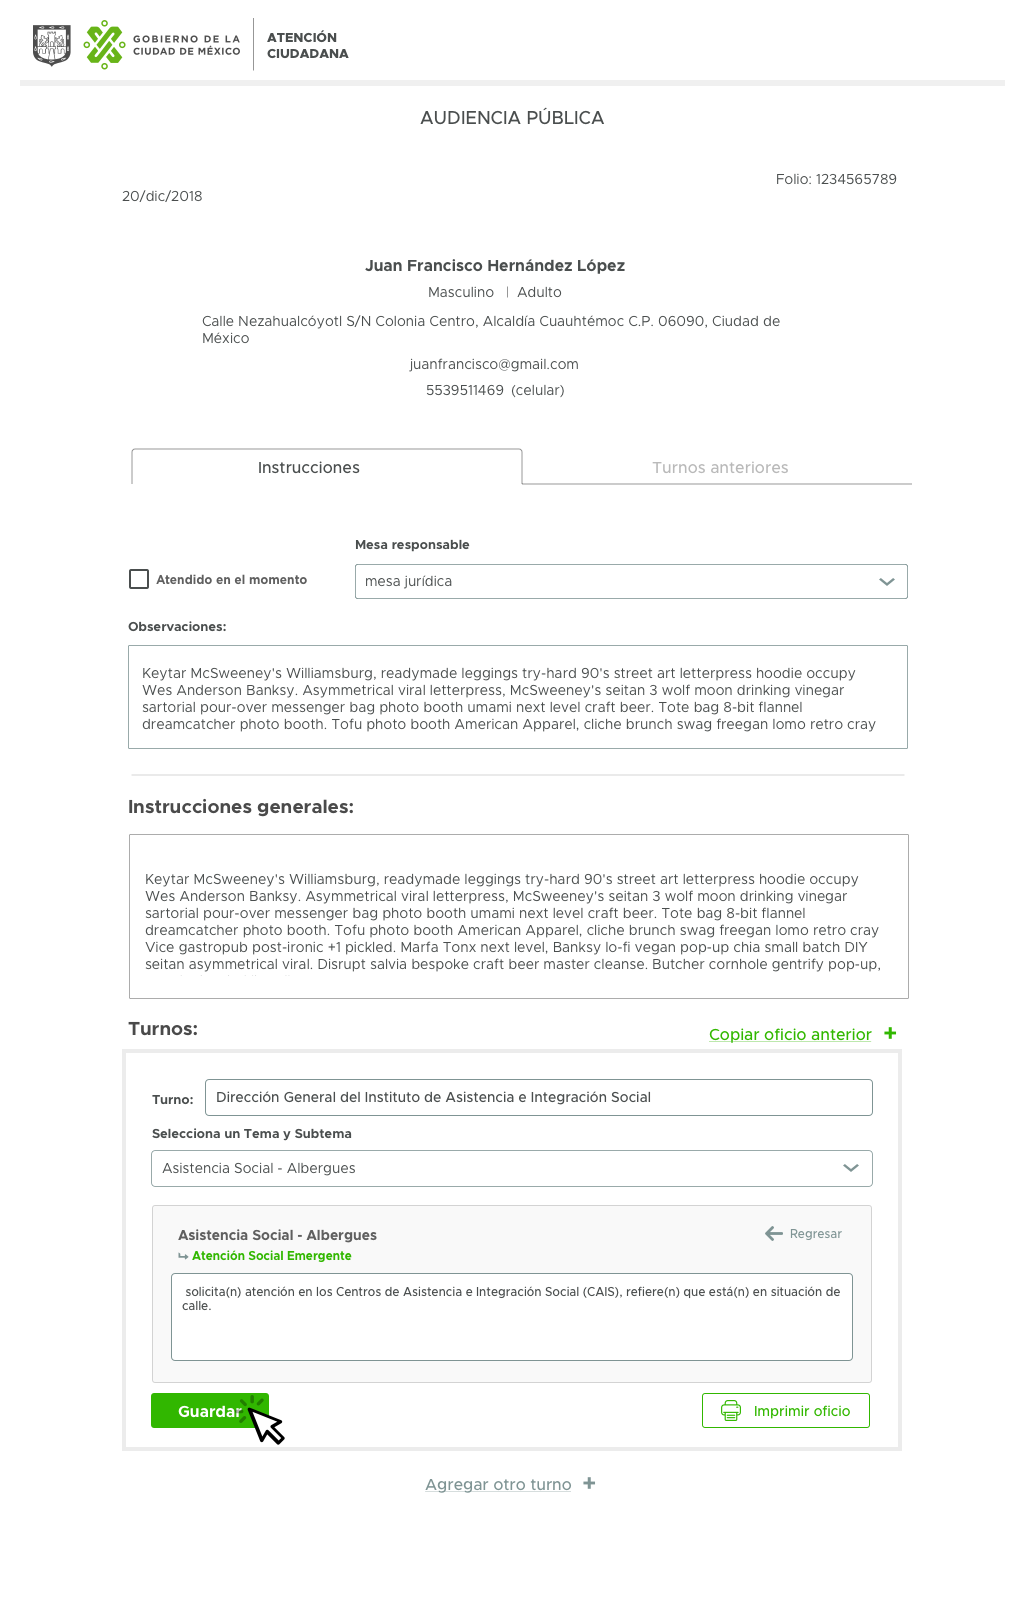 GOBIERNO DE LA
CIUDAD DE MÉXICO
ATENCIÓN
CIUDADANA
AUDIENCIA PÚBLICA
Folio: 1234565789
20/dic/2018
Juan Francisco Hernández López
Masculino | Adulto
Calle Nezahualcóyotl S/N Colonia Centro, Alcaldía Cuauhtémoc C.P. 06090, Ciudad de
México
juanfrancisco@gmail.com
5539511469 (celular)
Instrucciones
Turnos anteriores
Mesa responsable
Atendido en el momento
mesa jurídica
Observaciones:
Keytar McSweeney's Williamsburg, readymade leggings try-hard 90's street art letterpress hoodie occupy
Wes Anderson Banksy. Asymmetrical viral letterpress, McSweeney's seitan 3 wolf moon drinking vinegar
sartorial pour-over messenger bag photo booth umami next level craft beer. Tote bag 8-bit flannel
dreamcatcher photo booth. Tofu photo booth American Apparel, cliche brunch swag freegan lomo retro cray
Instrucciones generales:
Keytar McSweeney's Williamsburg, readymade leggings try-hard 90's street art letterpress hoodie occupy
Wes Anderson Banksy. Asymmetrical viral letterpress, McSweeney's seitan 3 wolf moon drinking vinegar
sartorial pour-over messenger bag photo booth umami next level craft beer. Tote bag 8-bit flannel
dreamcatcher photo booth. Tofu photo booth American Apparel, cliche brunch swag freegan lomo retro cray
Vice gastropub post-ironic +1 pickled. Marfa Tonx next level, Banksy lo-fi vegan pop-up chia small batch DIY
seitan asymmetrical viral. Disrupt salvia bespoke craft beer master cleanse. Butcher cornhole gentrify pop-up,
Turnos:
Copiar oficio anterior +
Turno:
Dirección General del Instituto de Asistencia e Integración Social
Selecciona un Tema y Subtema
Asistencia Social - Albergues
Asistencia Social - Albergues
Regresar
Atención Social Emergente
solicita(n) atención en los Centros de Asistencia e Integración Social (CAIS), refiere(n) que está(n) en situación de
calle.
Guardar
Imprimir oficio
Agregar otro turno +